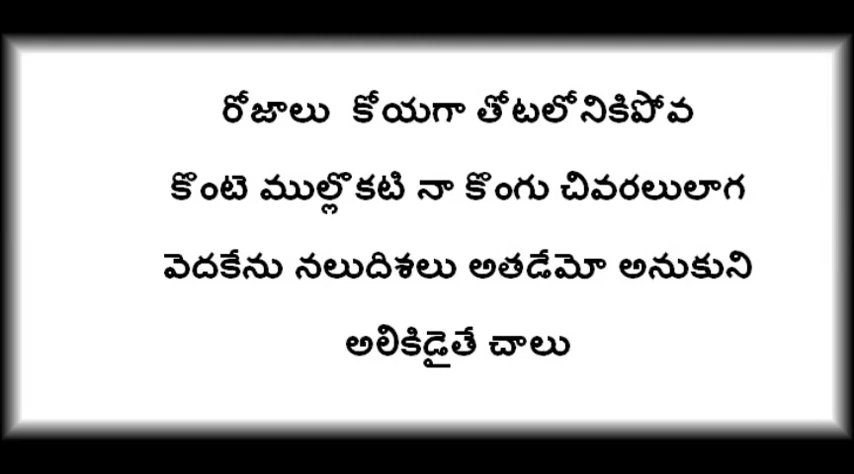 రోజాలు కోయగా తోటలోనికిపోవ
కొంటె ముల్లొకటి నా కొంగు చివరలులాగ
వెదకేను నలుదిశలు అతడేమో అనుకుని
అలికిడైతే చాలు